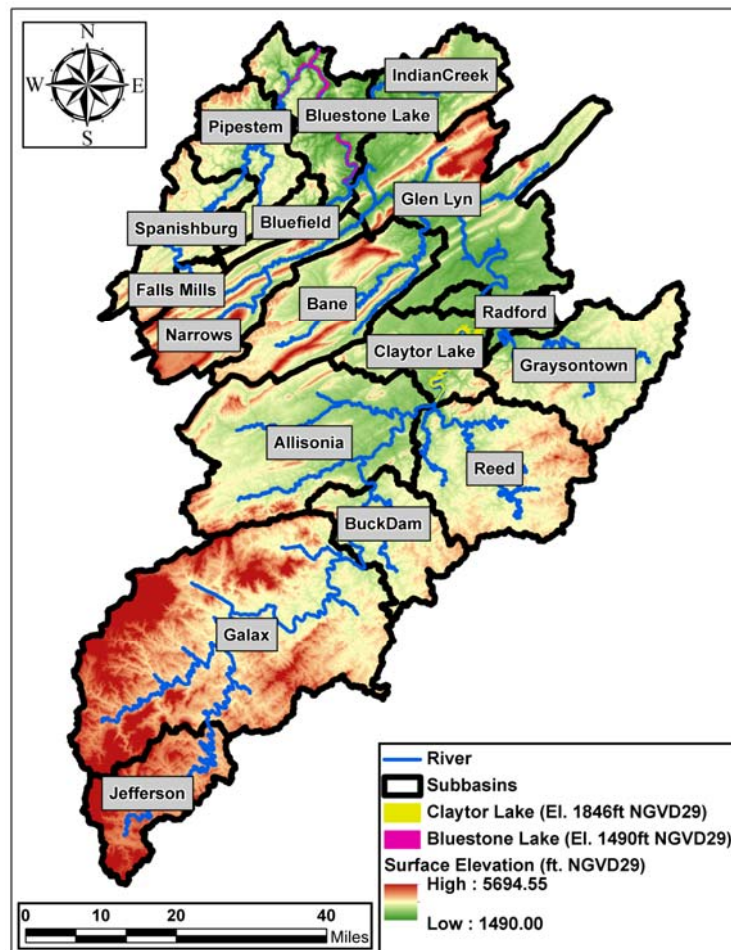 N
W E
S
IndianCreek
Bluestone Lake
Pipestem
Glen Lyn
Spanishburg
Bluefield
Falls Mills
Bane
Narrows
Radford
Claytor Lake
Graysontown
Allisonia
Reed
BuckDam
Galax
Jefferson
River
Subbasins
Claytor Lake (El. 1846ft NGVD29)
Bluestone Lake (El. 1490ft NGVD29)
Surface Elevation (ft. NGVD29)
High : 5694.55
Low : 1490.00
0 10 20 40
Miles